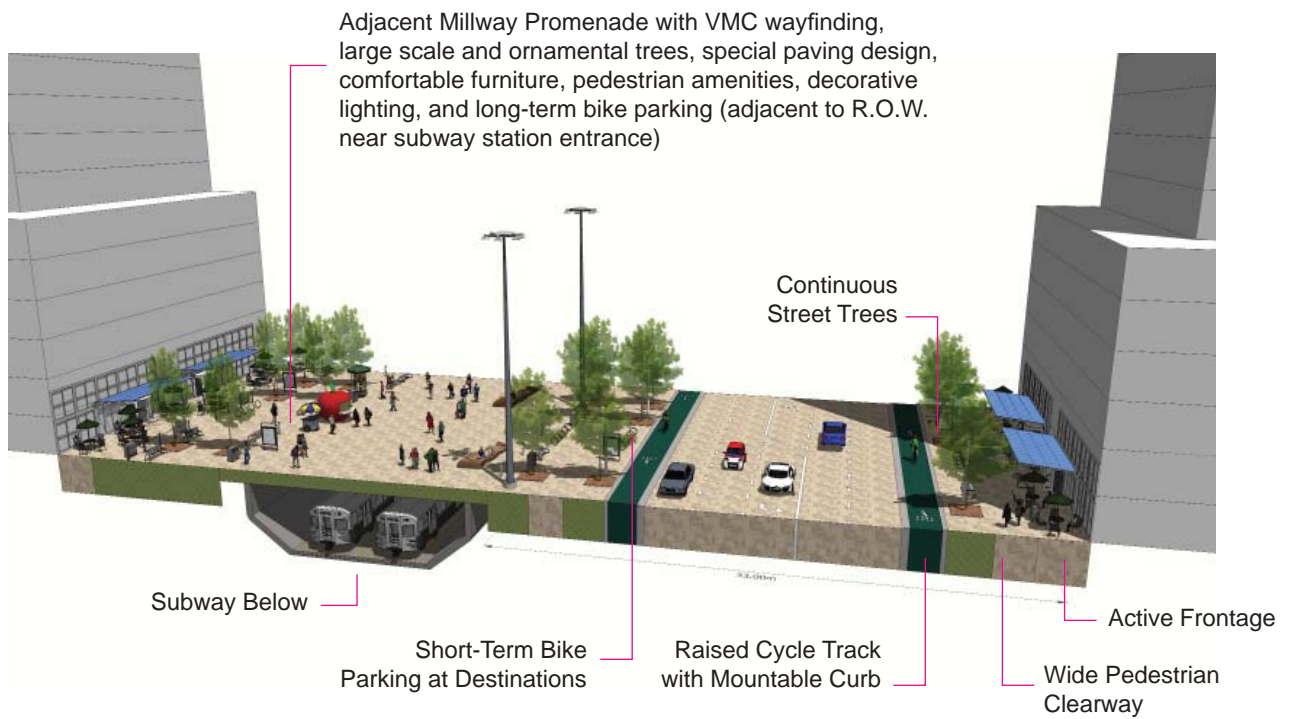 Adjacent Millway Promenade with VMC wayfinding,
large scale and ornamental trees, special paving design,
comfortable furniture, pedestrian amenities, decorative
lighting, and long-term bike parking (adjacent to R.O.W.
near subway station entrance)
Continuous
Street Trees
Subway Below
Short-Term Bike
Parking at Destinations
Raised Cycle Track
with Mountable Curb
Active Frontage
Wide Pedestrian
Clearway